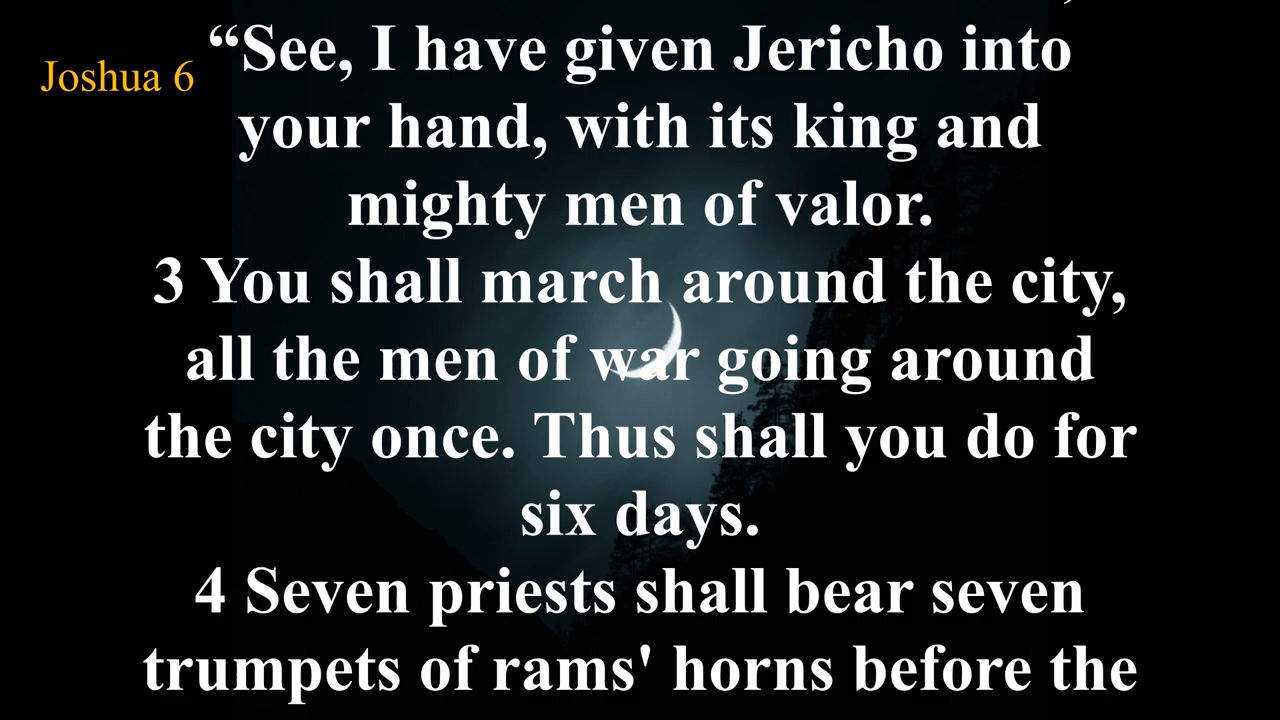 Joshua 6
“See, I have given Jericho into
your hand, with its king and
mighty men of valor.
3 You shall march around the city,
all the men of war going around
the city once. Thus shall you do for
six days.
4 Seven priests shall bear seven
trumpets of rams' horns before the